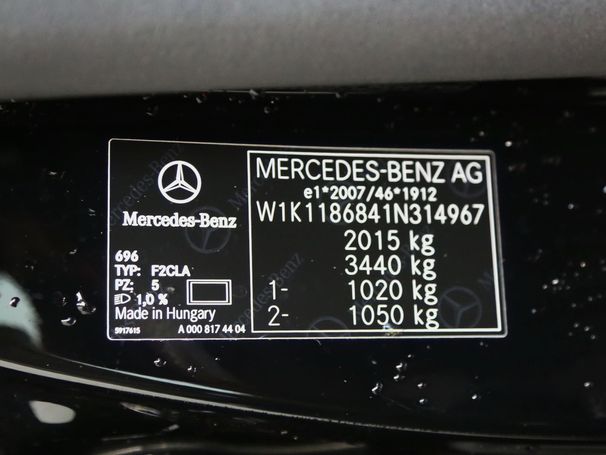 Mercedes-Benz
696
TYP: F2CLA
PZ: 5
1,0 %
Made in Hungary
5917615 A 000 817 44 04
MERCEDES-BENZ AG
e1*2007/46*1912
W1K1186841N314967
2015 kg
3440 kg
1- 1020 kg
2- 1050 kg